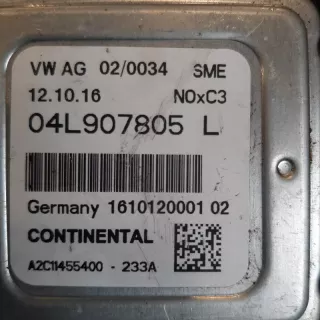 VW AG 02/0034 SME
12.10.16 NOxC3
04L907805 L
Germany 1610120001 02
CONTINENTAL
A2C11455400 - 233A